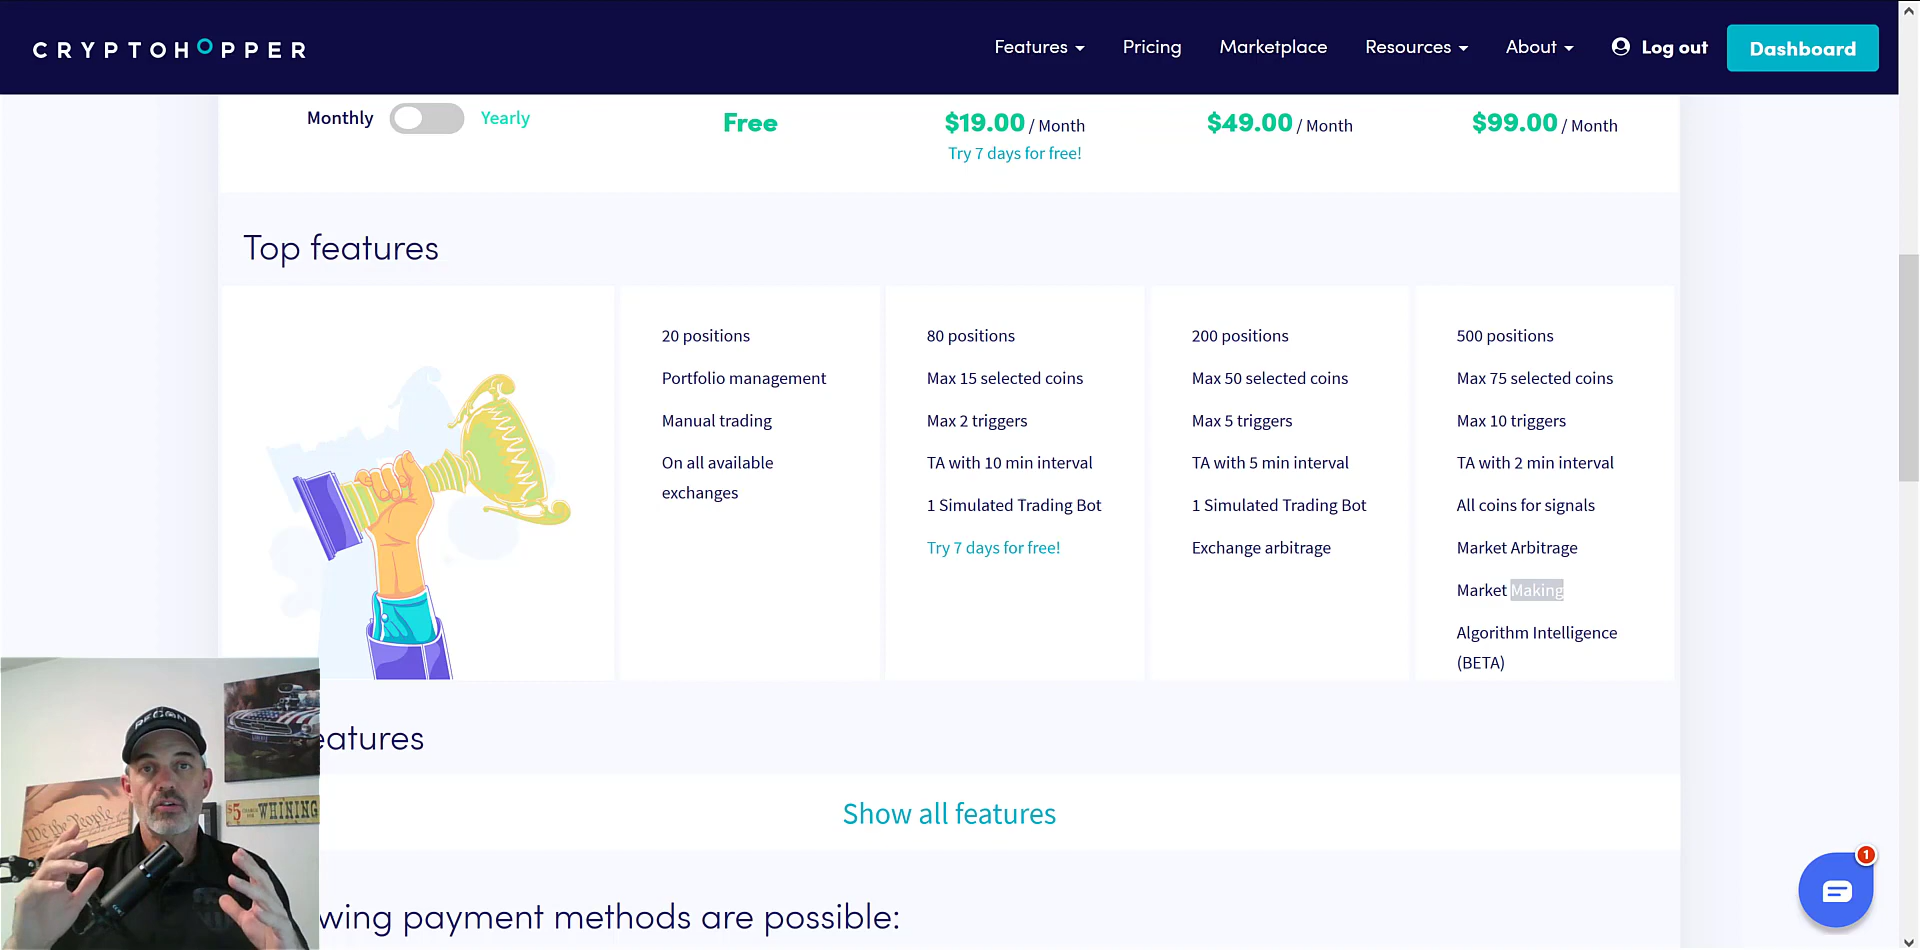 CRYPTOHOPPER
Features
Pricing
Marketplace
Resources
About
Log out
Dashboard
Monthly
Yearly
Free
$19.00 / Month
Try 7 days for free!
$49.00 / Month
$99.00 / Month
Top features
20 positions
Portfolio management
Manual trading
On all available
exchanges
80 positions
Max 15 selected coins
Max 2 triggers
TA with 10 min interval
1 Simulated Trading Bot
Try 7 days for free!
200 positions
Max 50 selected coins
Max 5 triggers
TA with 5 min interval
1 Simulated Trading Bot
Exchange arbitrage
500 positions
Max 75 selected coins
Max 10 triggers
TA with 2 min interval
All coins for signals
Market Arbitrage
Market Making
Algorithm Intelligence
(BETA)
eatures
Show all features
wing payment methods are possible:
1
RECON
We the People
$5
WHINING